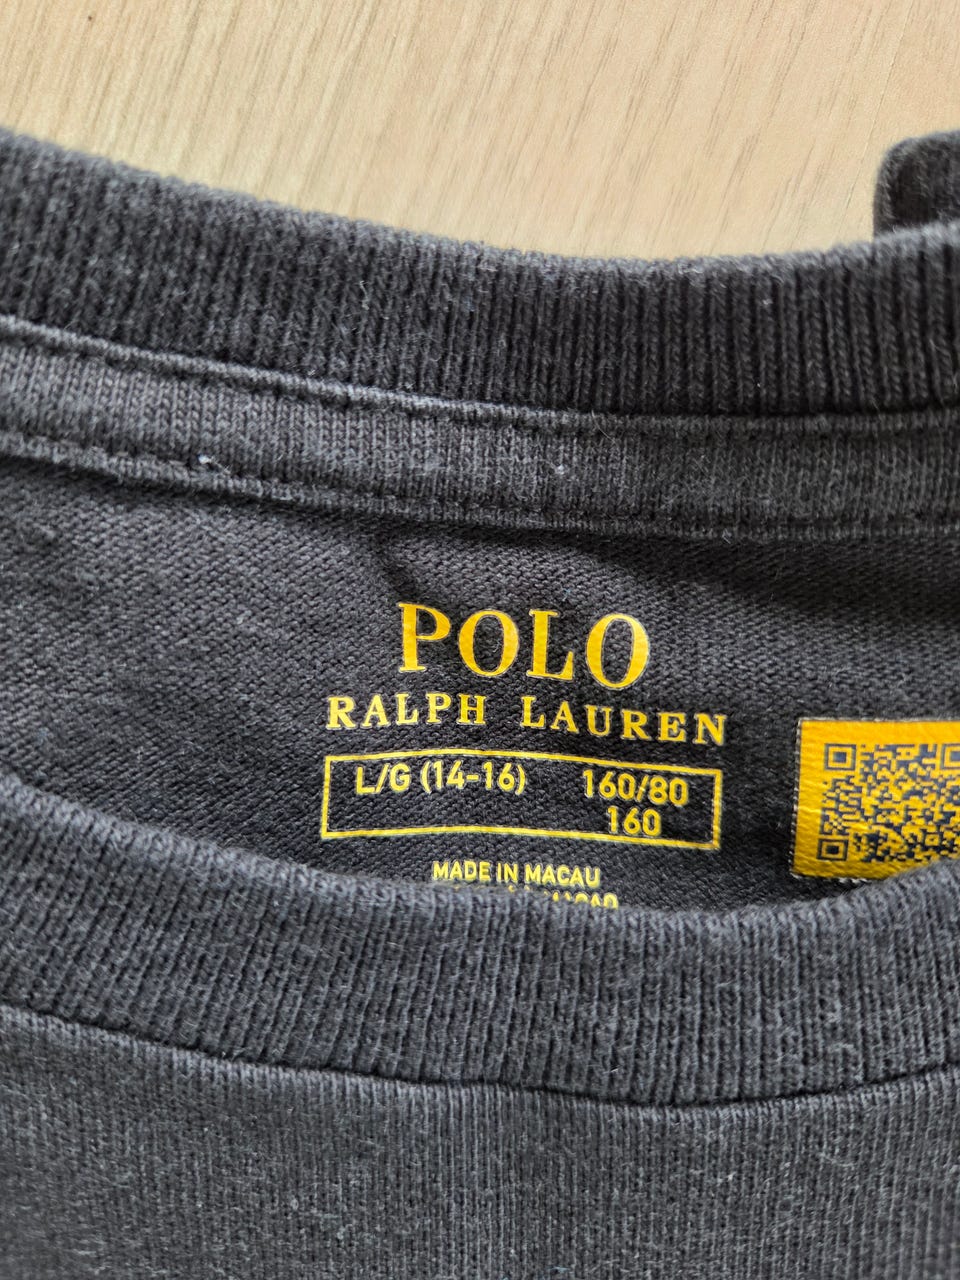 POLO
RALPH LAUREN
L/G (14-16) 160/80
160
MADE IN MACAU